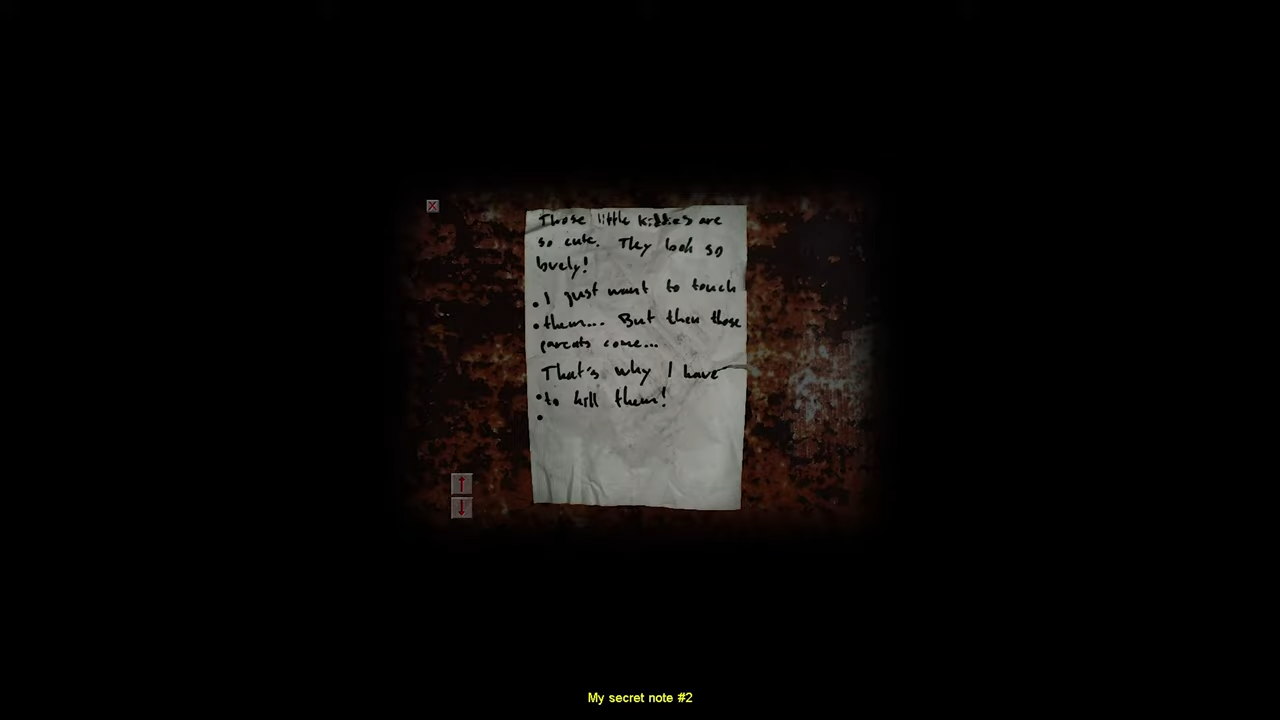 Those little kitties are
so cute. They look so
lovely!
I just want to touch
them... But then those
parents come...
That's why I have
to kill them!
My secret note #2